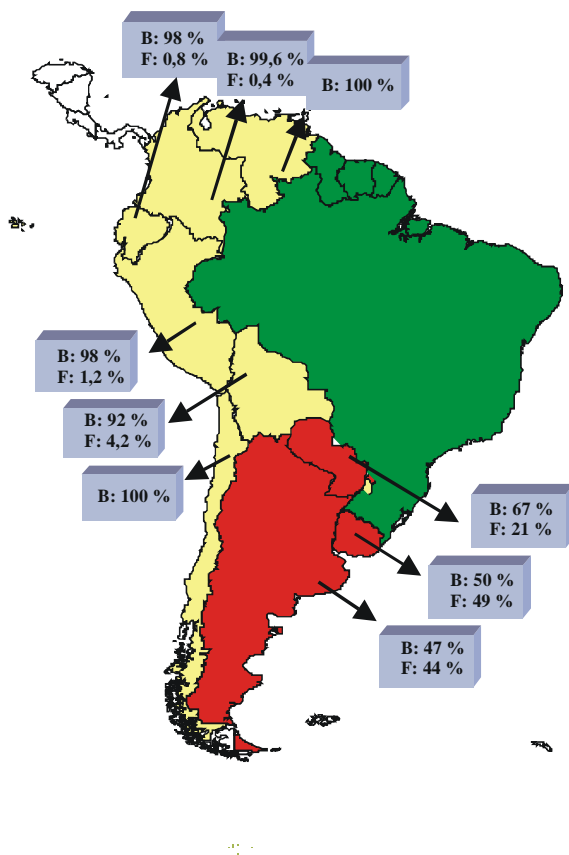 B: 98 %
F: 0,8 %
B: 99,6 %
F: 0,4 %
B: 100 %
B: 98 %
F: 1,2 %
B: 92 %
F: 4,2 %
B: 100 %
B: 67 %
F: 21 %
B: 50 %
F: 49 %
B: 47 %
F: 44 %